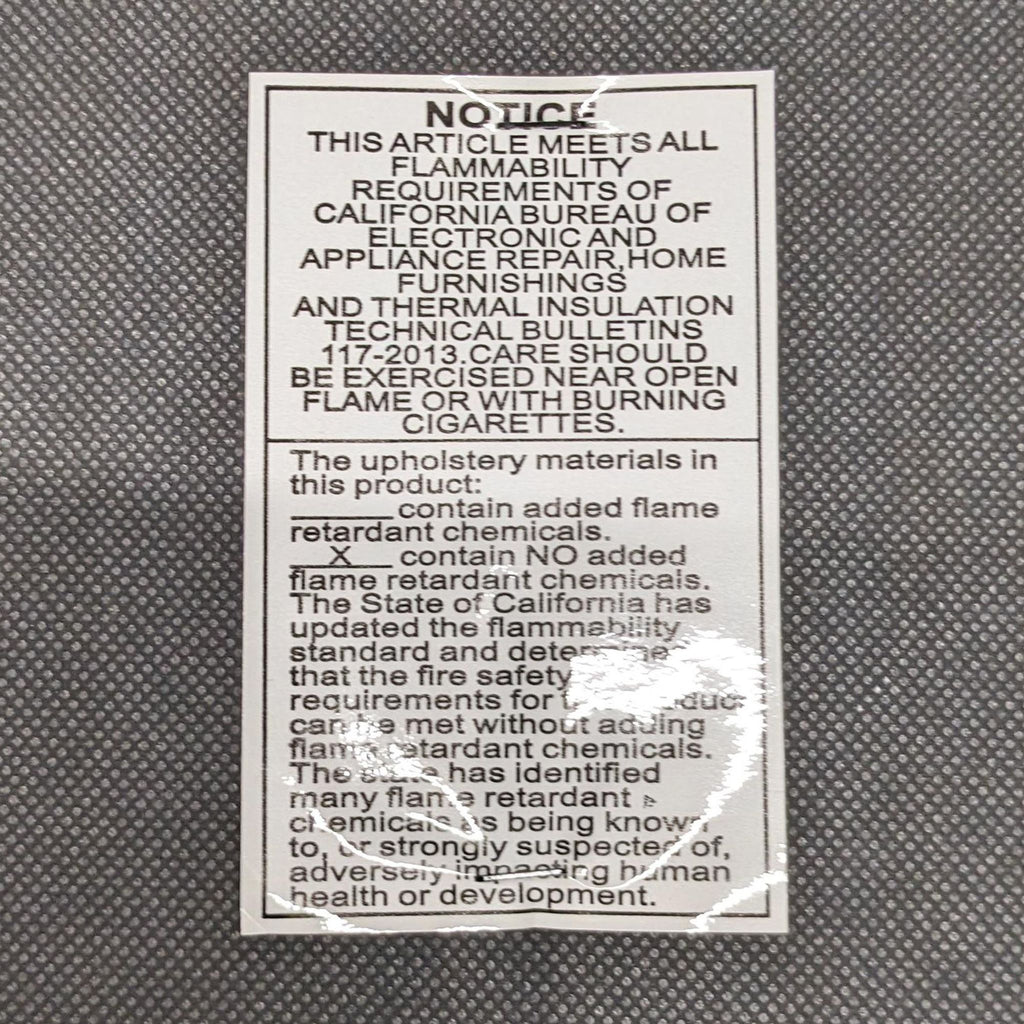 NOTICE
THIS ARTICLE MEETS ALL
FLAMMABILITY
REQUIREMENTS OF
CALIFORNIA BUREAU OF
ELECTRONIC AND
APPLIANCE REPAIR,HOME
FURNISHINGS
AND THERMAL INSULATION
TECHNICAL BULLETINS
117-2013.CARE SHOULD
BE EXERCISED NEAR OPEN
FLAME OR WITH BURNING
CIGARETTES.
The upholstery materials in
this product:
______contain added flame
retardant chemicals.
__X___ contain NO added
flame retardant chemicals.
The State of California has
updated the flammability
standard and
that the fire safety
requirements for
can be met without adding
flame retardant chemicals.
The state has identified
many flame retardant
chemicals as being known
to, or strongly suspected of,
adversely impacting human
health or development.